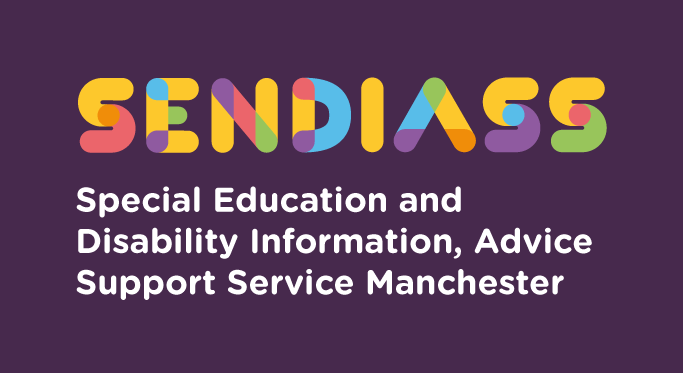 SENDIASS
Special Education and
Disability Information, Advice
Support Service Manchester